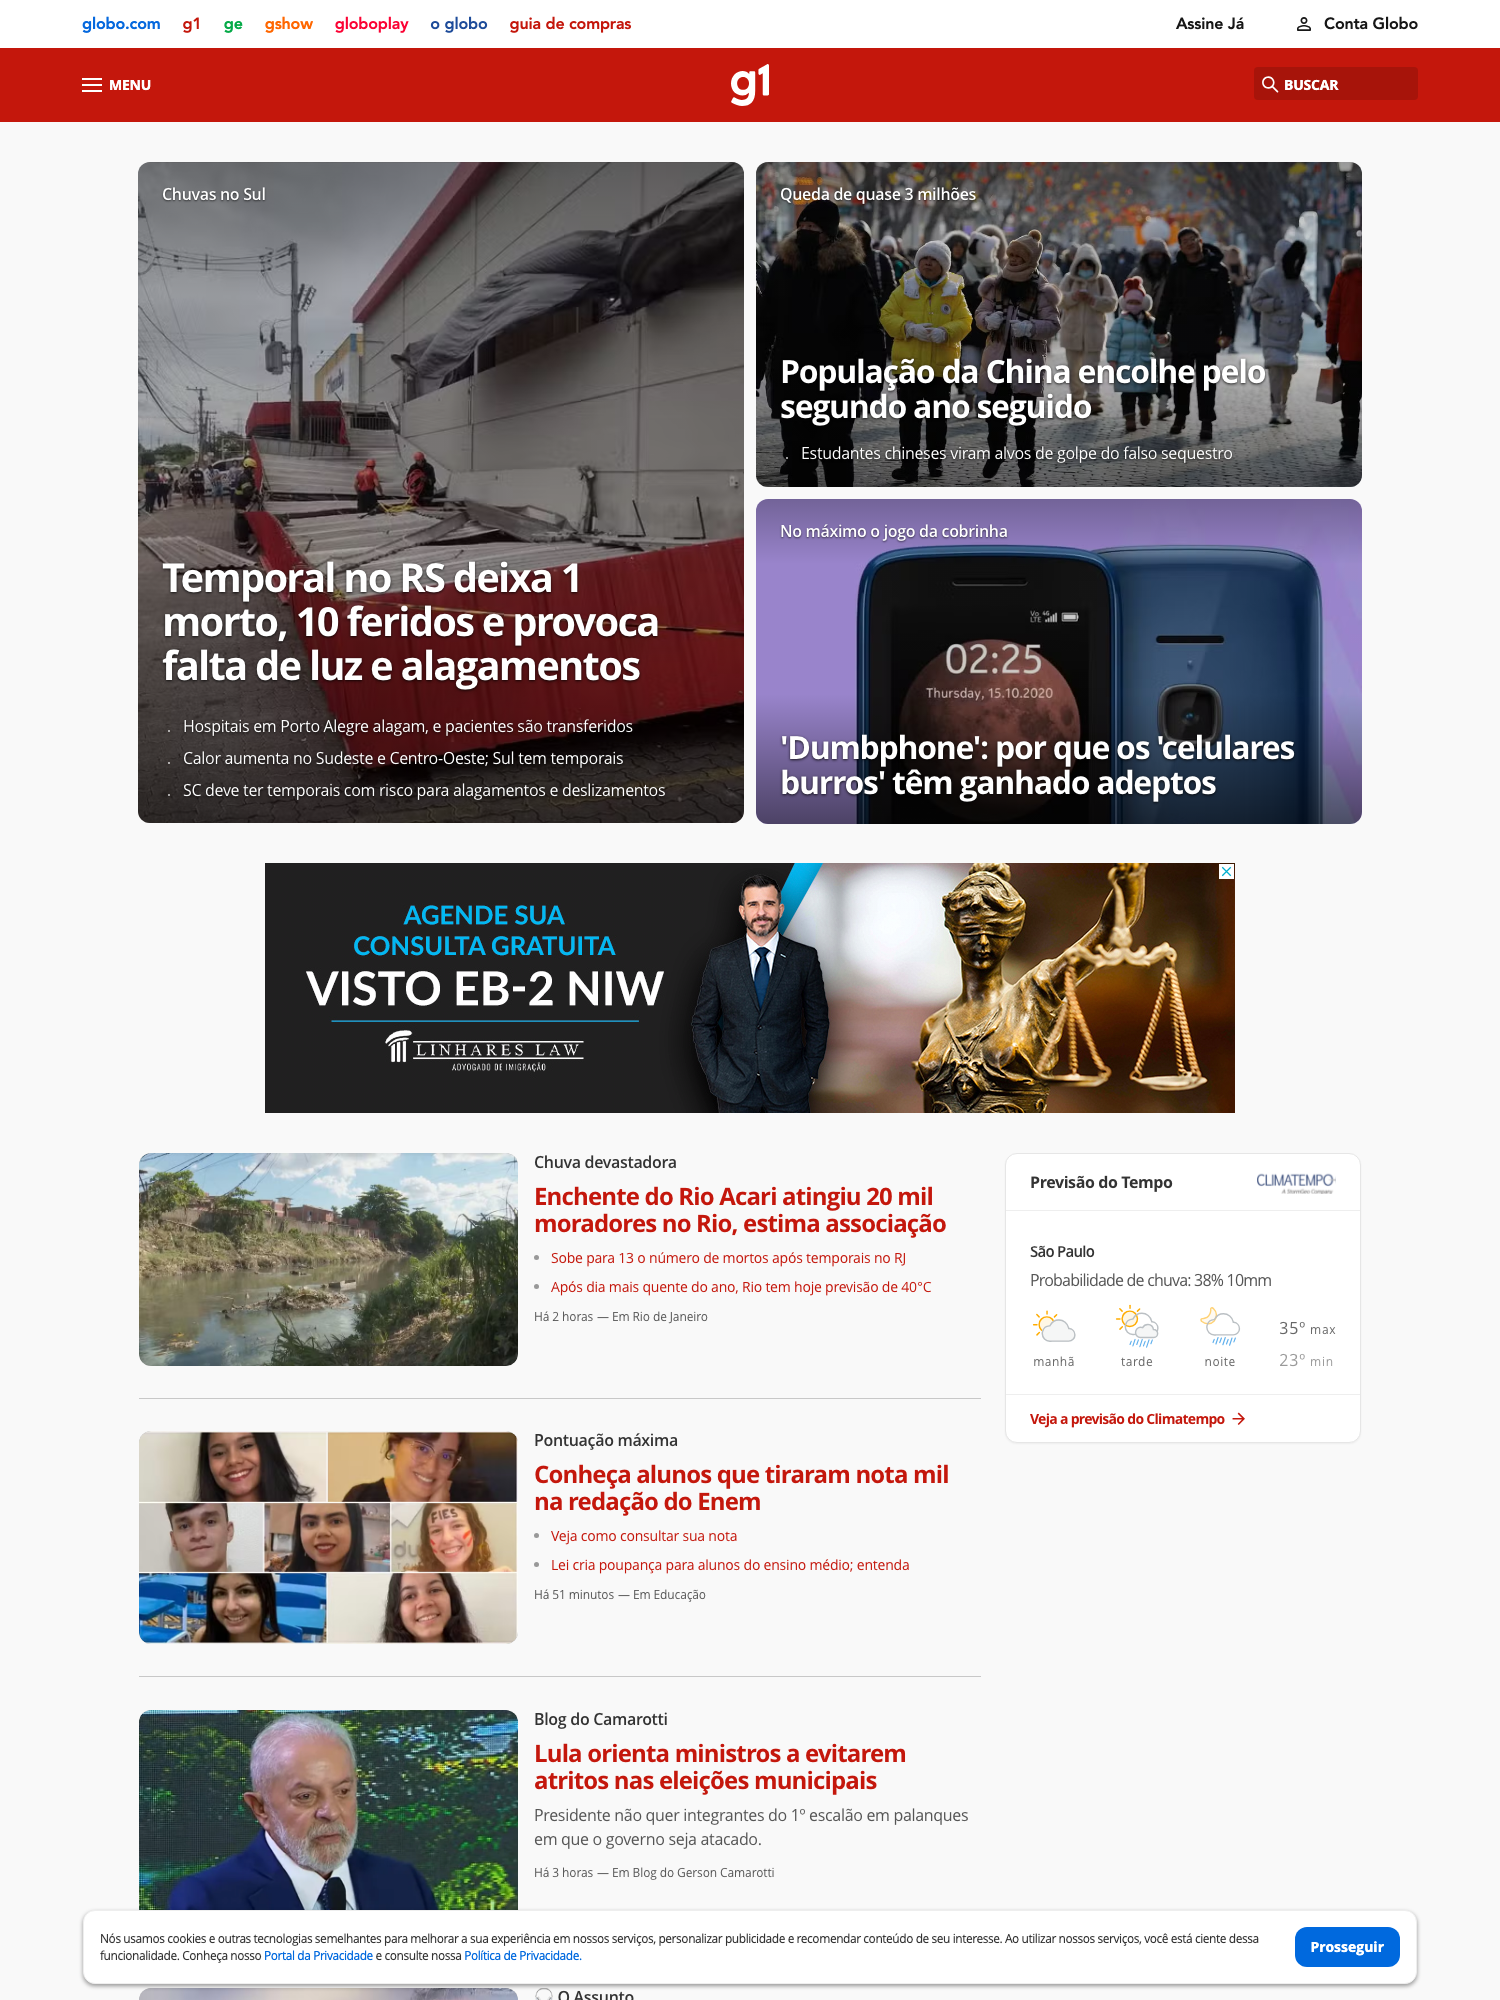 globo.com g1 ge gshow globoplay o globo guia de compras Assine Já Conta Globo
MENU g1 BUSCAR
Chuvas no Sul
Temporal no RS deixa 1
morto, 10 feridos e provoca
falta de luz e alagamentos
. Hospitais em Porto Alegre alagam, e pacientes são transferidos
. Calor aumenta no Sudeste e Centro-Oeste; Sul tem temporais
. SC deve ter temporais com risco para alagamentos e deslizamentos
Queda de quase 3 milhões
População da China encolhe pelo
segundo ano seguido
. Estudantes chineses viram alvos de golpe do falso sequestro
No máximo o jogo da cobrinha
Vo LTE 4G
02:25
Thursday, 15.10.2020
'Dumbphone': por que os 'celulares
burros' têm ganhado adeptos
AGENDE SUA
CONSULTA GRATUITA
VISTO EB-2 NIW
LINHARES LAW
ADVOGADO DE IMIGRAÇÃO
Chuva devastadora
Enchente do Rio Acari atingiu 20 mil
moradores no Rio, estima associação
• Sobe para 13 o número de mortos após temporais no RJ
• Após dia mais quente do ano, Rio tem hoje previsão de 40°C
Há 2 horas — Em Rio de Janeiro
Previsão do Tempo CLIMATEMPO
A StormGeo Company
São Paulo
Probabilidade de chuva: 38% 10mm
manhã tarde noite
35º max
23º min
Veja a previsão do Climatempo →
FIES
du
Pontuação máxima
Conheça alunos que tiraram nota mil
na redação do Enem
• Veja como consultar sua nota
• Lei cria poupança para alunos do ensino médio; entenda
Há 51 minutos — Em Educação
Blog do Camarotti
Lula orienta ministros a evitarem
atritos nas eleições municipais
Presidente não quer integrantes do 1º escalão em palanques
em que o governo seja atacado.
Há 3 horas — Em Blog do Gerson Camarotti
Nós usamos cookies e outras tecnologias semelhantes para melhorar a sua experiência em nossos serviços, personalizar publicidade e recomendar conteúdo de seu interesse. Ao utilizar nossos serviços, você está ciente dessa
funcionalidade. Conheça nosso Portal da Privacidade e consulte nossa Política de Privacidade.
Prosseguir
O Assunto